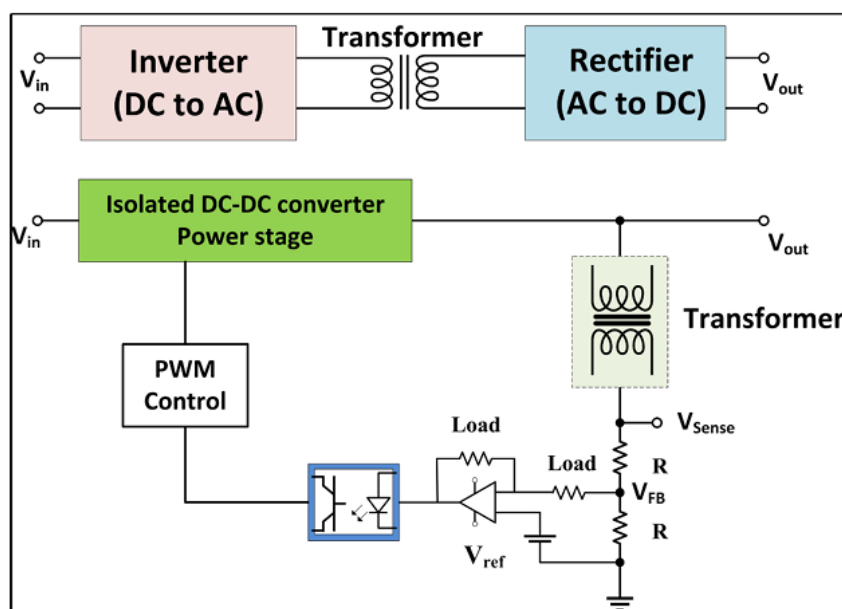 Transformer
Inverter
(DC to AC)
Rectifier
(AC to DC)
Vin
Vout
Isolated DC-DC converter
Power stage
Vin
Vout
Transformer
PWM
Control
VSense
Load
Load
R
VFB
R
Vref